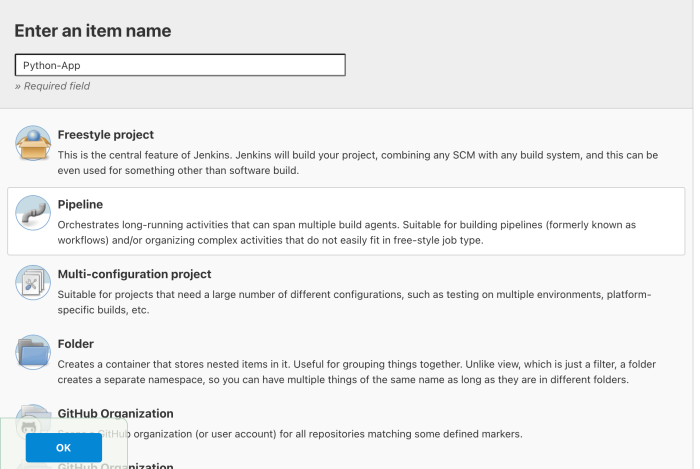 Enter an item name
Python-App
» Required field
Freestyle project
This is the central feature of Jenkins. Jenkins will build your project, combining any SCM with any build system, and this can be
even used for something other than software build.
Pipeline
Orchestrates long-running activities that can span multiple build agents. Suitable for building pipelines (formerly known as
workflows) and/or organizing complex activities that do not easily fit in free-style job type.
Multi-configuration project
Suitable for projects that need a large number of different configurations, such as testing on multiple environments, platform-
specific builds, etc.
Folder
Creates a container that stores nested items in it. Useful for grouping things together. Unlike view, which is just a filter, a folder
creates a separate namespace, so you can have multiple things of the same name as long as they are in different folders.
GitHub Organization
GitHub organization (or user account) for all repositories matching some defined markers.
OK
GitHub Organization